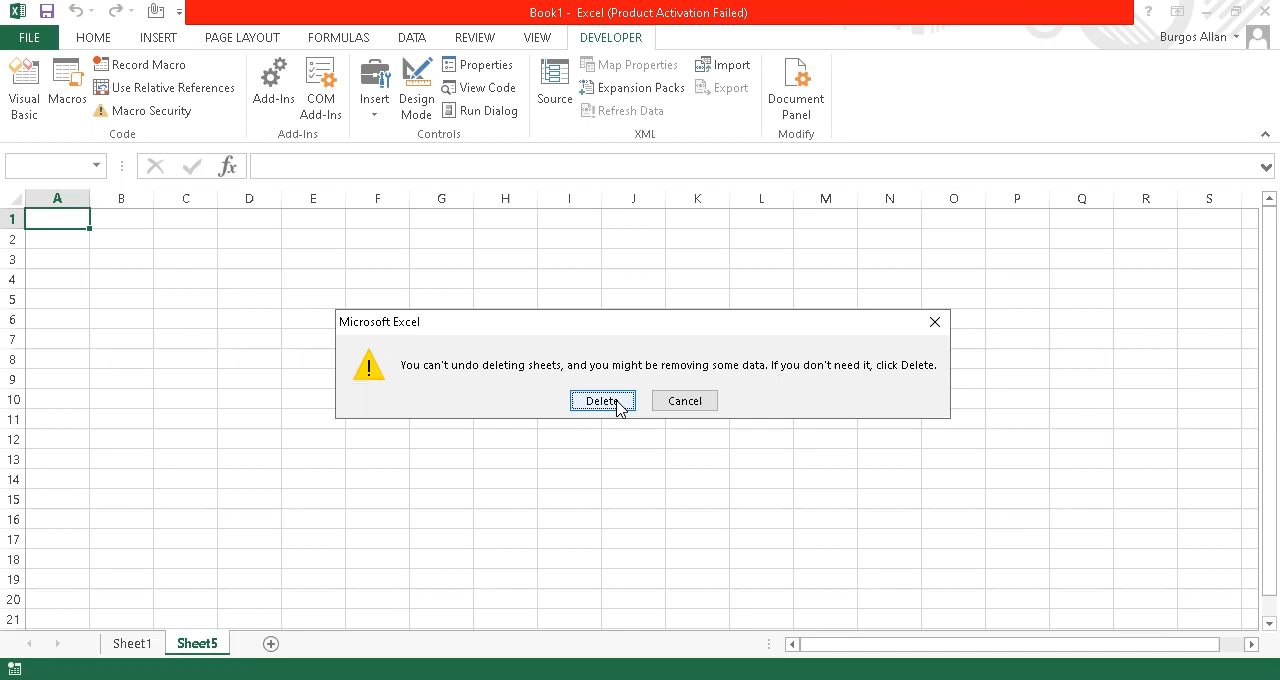 Book1 - Excel (Product Activation Failed)
?
FILE HOME INSERT PAGE LAYOUT FORMULAS DATA REVIEW DEVELOPER Burgos Allan
Visual Basic
Macros
Record Macro
Use Relative References
Macro Security
Code
Add-Ins
COM Add-Ins
Add-Ins
Insert
Design Mode
Properties
View Code
Run Dialog
Controls
Source
Map Properties
Expansion Packs
Refresh Data
Import
Export
XML
Document Panel
Modify
fx
A B C D E F G H I J K L M N O P Q R S
1
2
3
4
5
6
7
8
9
10
11
12
13
14
15
16
17
18
19
20
21
Microsoft Excel
You can't undo deleting sheets, and you might be removing some data. If you don't need it, click Delete.
Delete Cancel
Sheet1 Sheet5